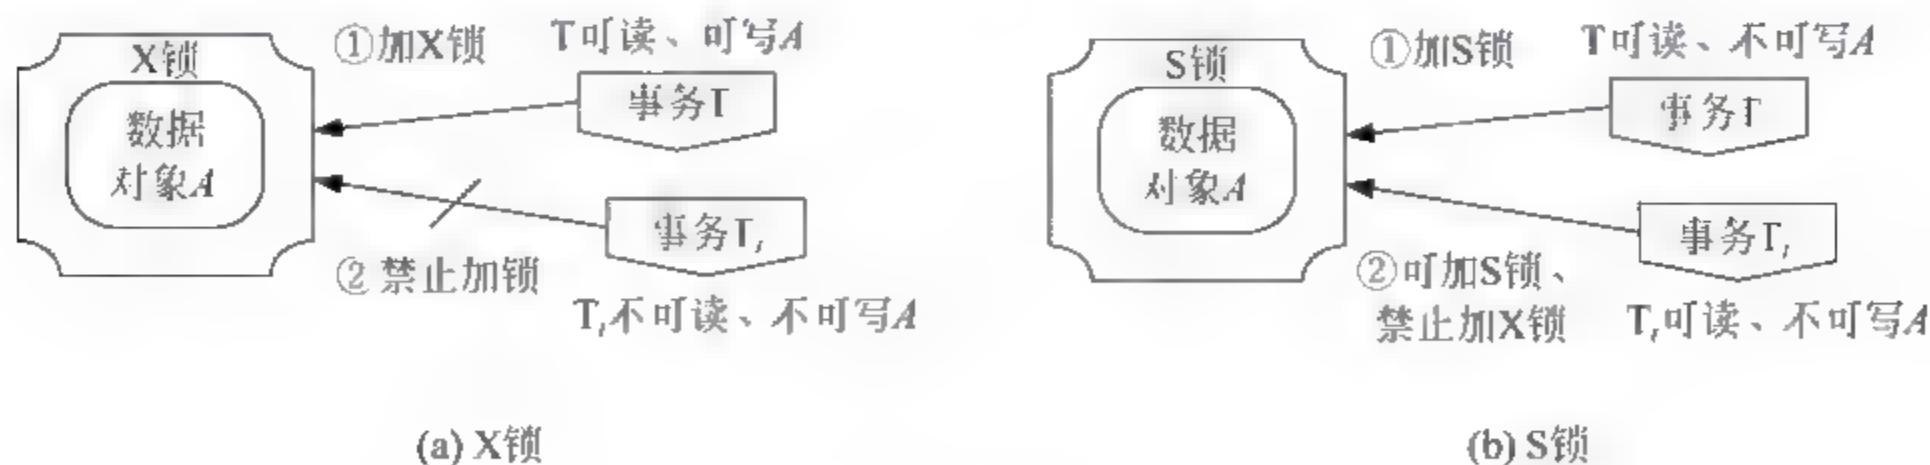 X锁
数据
对象A
①加X锁
T可读、可写A
事务T
事务Tᵢ
②禁止加锁
Tᵢ不可读、不可写A
(a) X锁
S锁
数据
对象A
①加S锁
T可读、不可写A
事务T
事务Tᵢ
②可加S锁、
禁止加X锁
Tᵢ可读、不可写A
(b) S锁